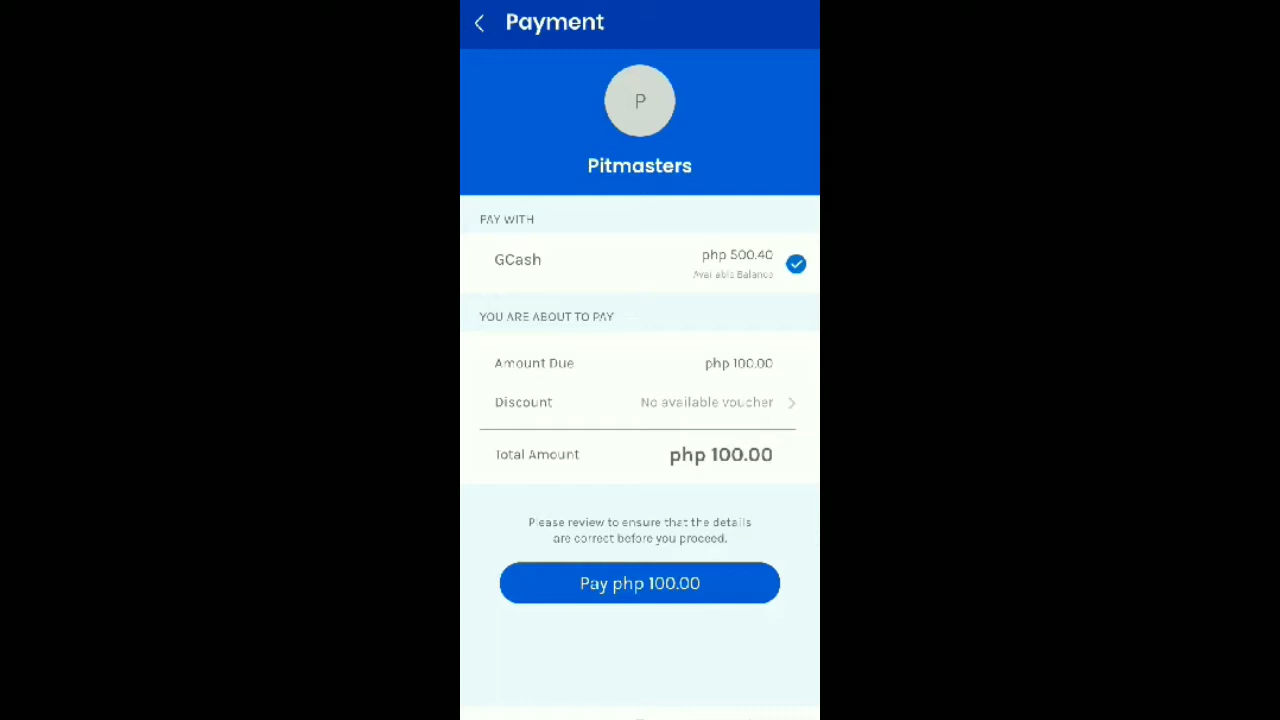 Payment
P
Pitmasters
PAY WITH
GCash
php 500.40
Available Balance
YOU ARE ABOUT TO PAY
Amount Due
php 100.00
Discount
No available voucher
Total Amount
php 100.00
Please review to ensure that the details
are correct before you proceed.
Pay php 100.00